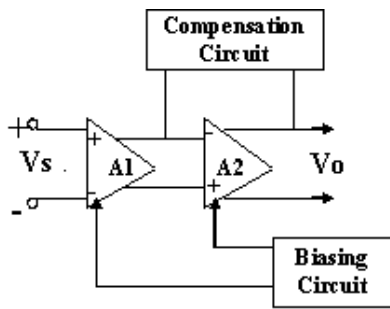 Compensation
Circuit
+
+
-
Vs
A1
A2
Vo
-
-
+
Biasing
Circuit